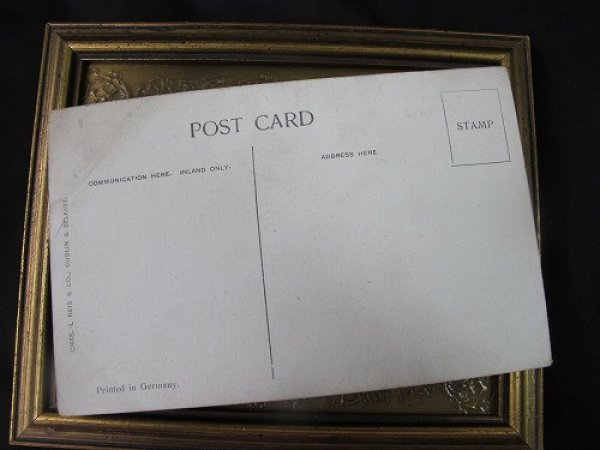 POST CARD
STAMP
COMMUNICATION HERE. INLAND ONLY.
ADDRESS HERE
CHAS. L REIS & CO., DUBLIN & BELFAST.
Printed in Germany.